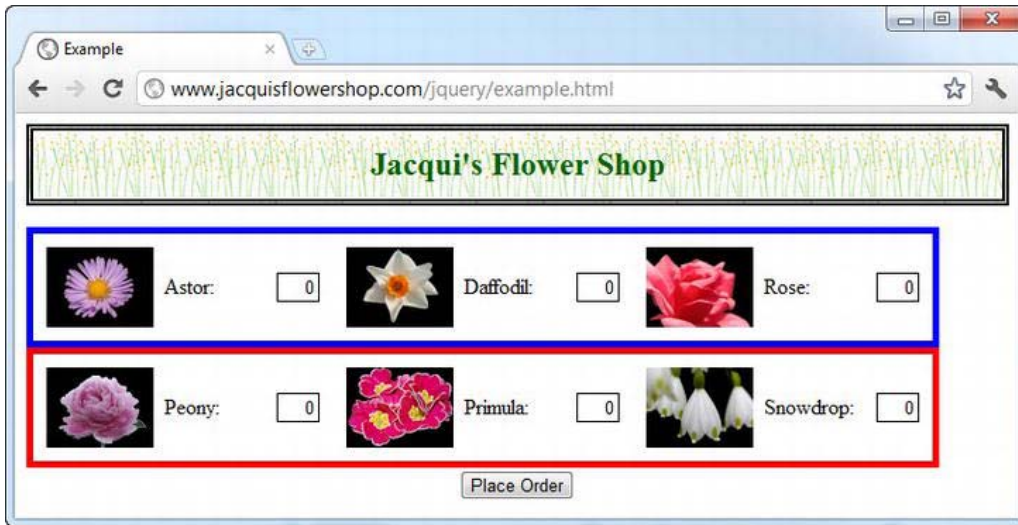 Example
www.jacquisflowershop.com/jquery/example.html
Jacqui's Flower Shop
Astor: 0 Daffodil: 0 Rose: 0
Peony: 0 Primula: 0 Snowdrop: 0
Place Order